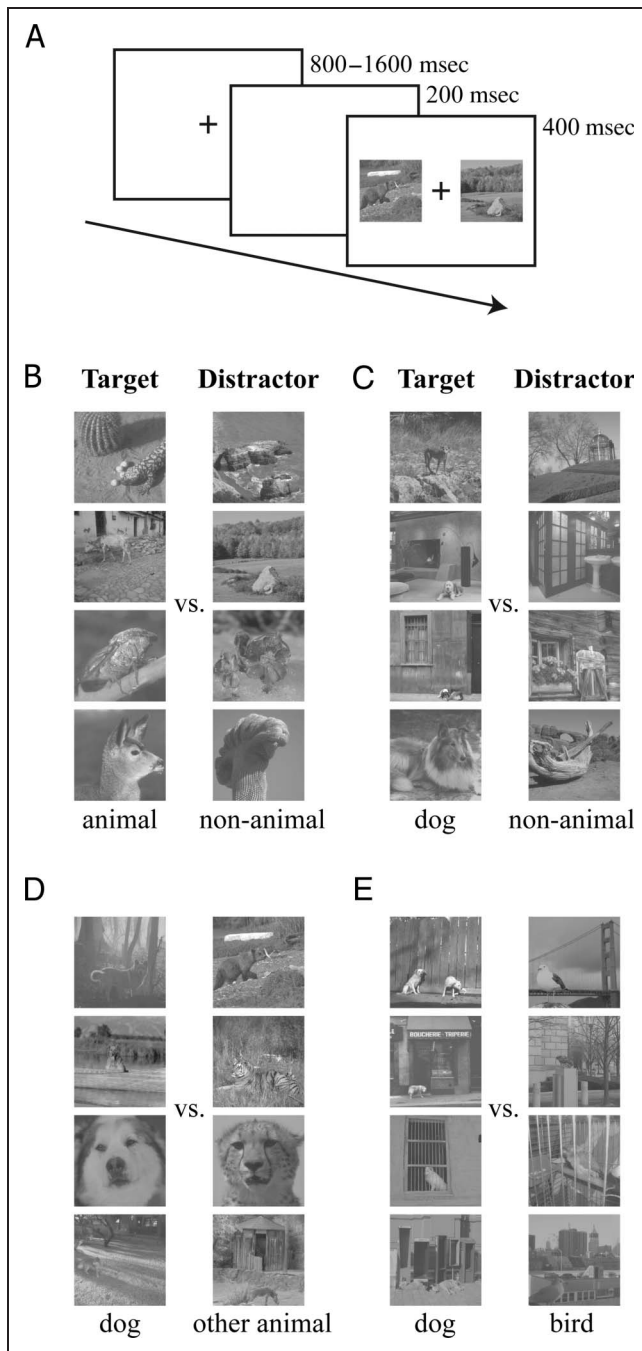 A
800–1600 msec
200 msec
400 msec
+
+
B
Target
Distractor
vs.
animal
non-animal
C
Target
Distractor
vs.
dog
non-animal
D
vs.
dog
other animal
E
BOUCHERIE - TRIPERIE
vs.
dog
bird